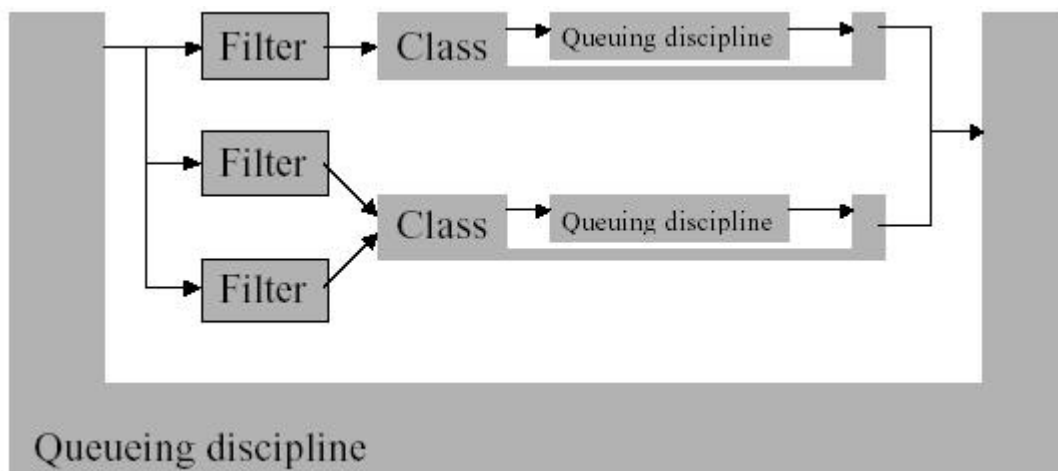 Filter
Class
Queuing discipline
Filter
Class
Queuing discipline
Filter
Queueing discipline